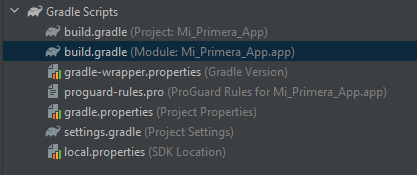 Gradle Scripts
build.gradle (Project: Mi_Primera_App)
build.gradle (Module: Mi_Primera_App.app)
gradle-wrapper.properties (Gradle Version)
proguard-rules.pro (ProGuard Rules for Mi_Primera_App.app)
gradle.properties (Project Properties)
settings.gradle (Project Settings)
local.properties (SDK Location)